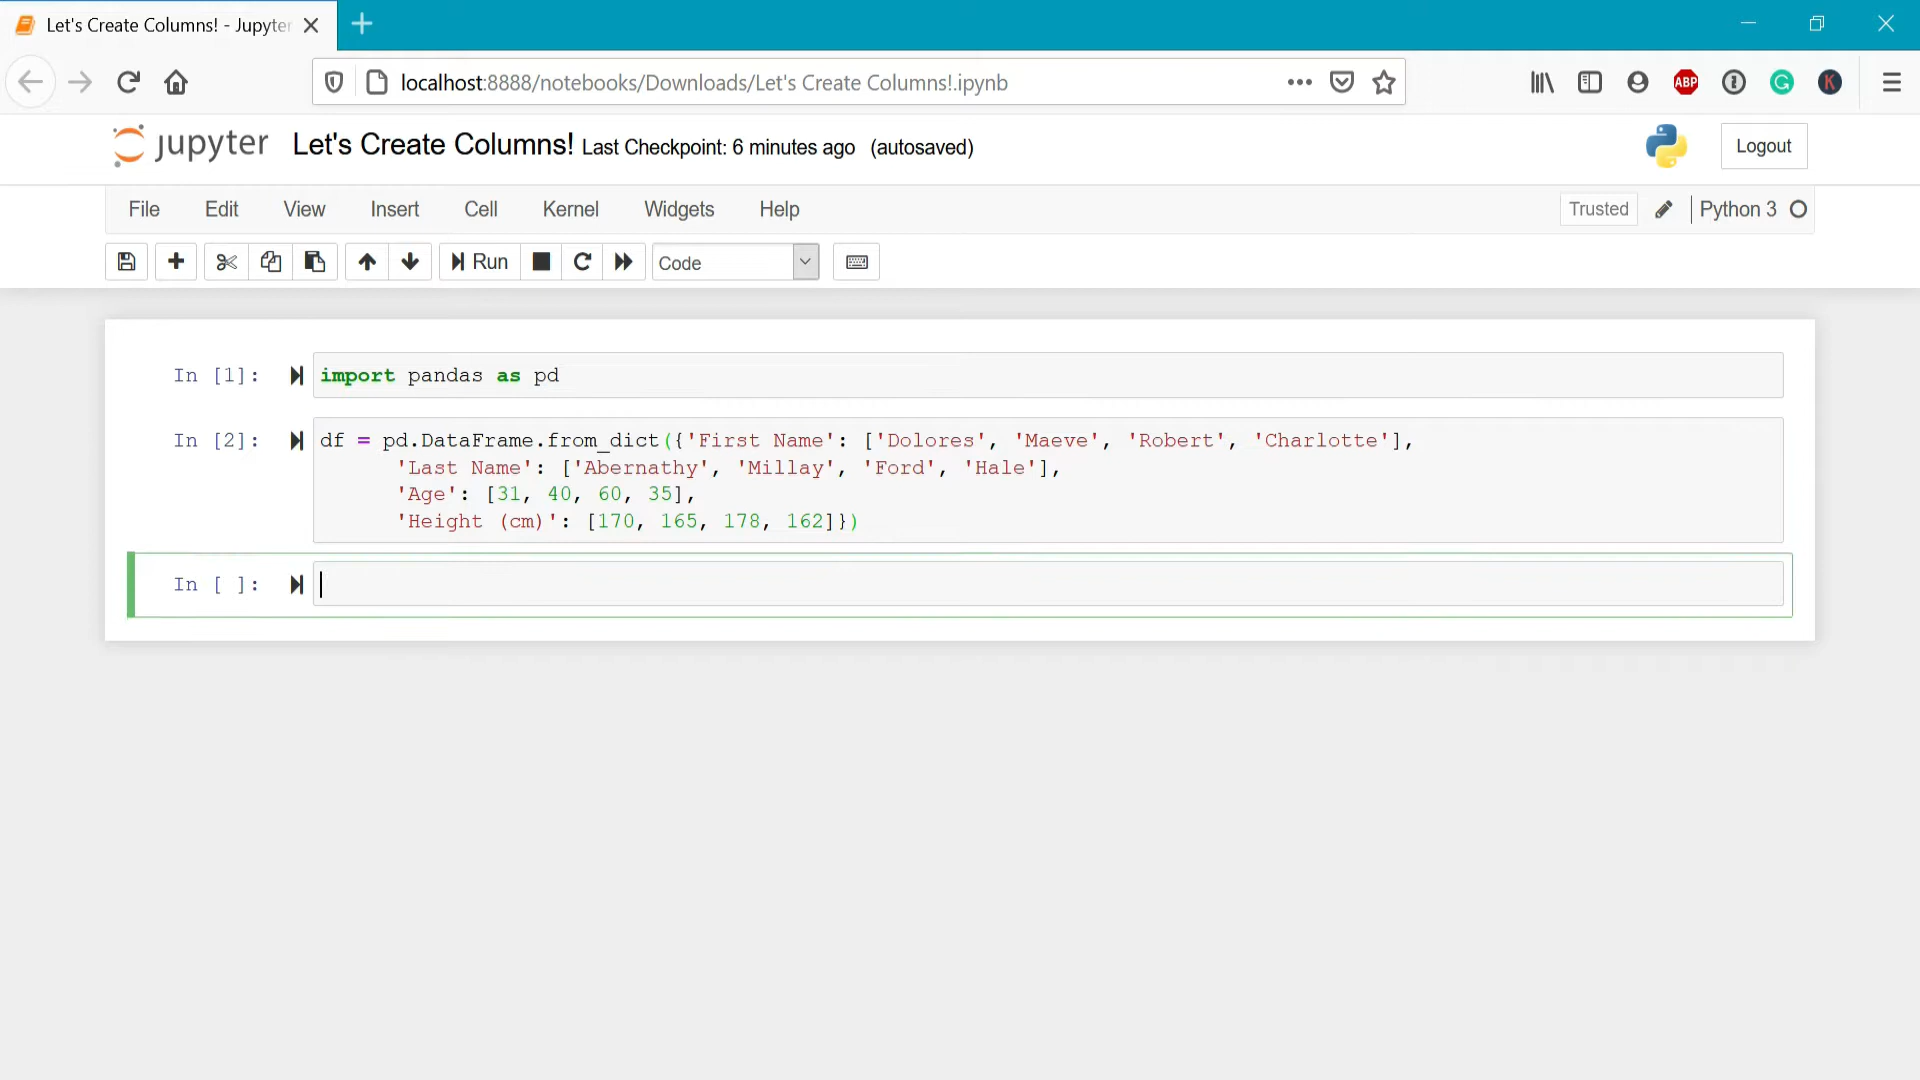 Let's Create Columns! - Jupyter
localhost:8888/notebooks/Downloads/Let's Create Columns!.ipynb
ABP
K
jupyter Let's Create Columns! Last Checkpoint: 6 minutes ago (autosaved)
Logout
File Edit View Insert Cell Kernel Widgets Help
Trusted Python 3
Run Code
In [1]: import pandas as pd
In [2]: df = pd.DataFrame.from_dict({'First Name': ['Dolores', 'Maeve', 'Robert', 'Charlotte'],
'Last Name': ['Abernathy', 'Millay', 'Ford', 'Hale'],
'Age': [31, 40, 60, 35],
'Height (cm)': [170, 165, 178, 162]})
In [ ]: